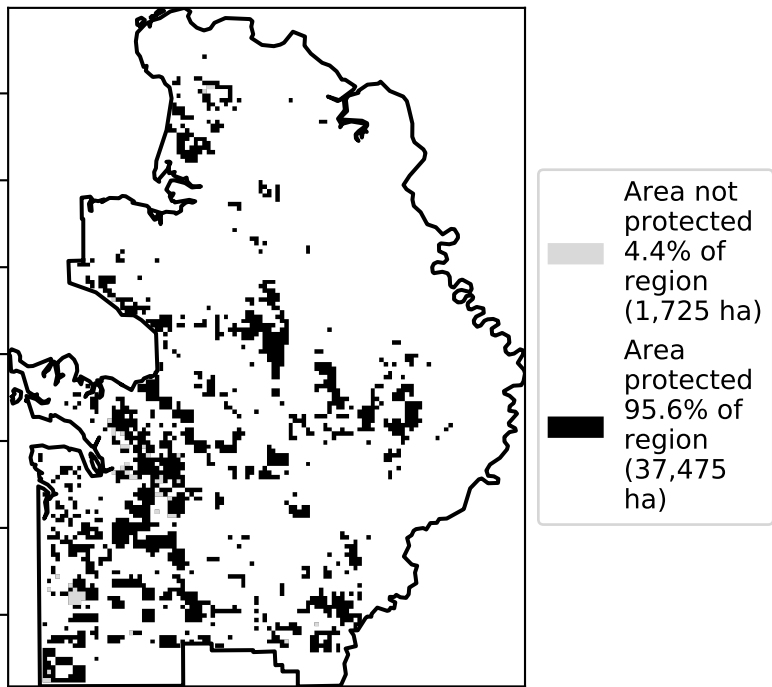 Area not
protected
4.4% of
region
(1,725 ha)
Area
protected
95.6% of
region
(37,475
ha)